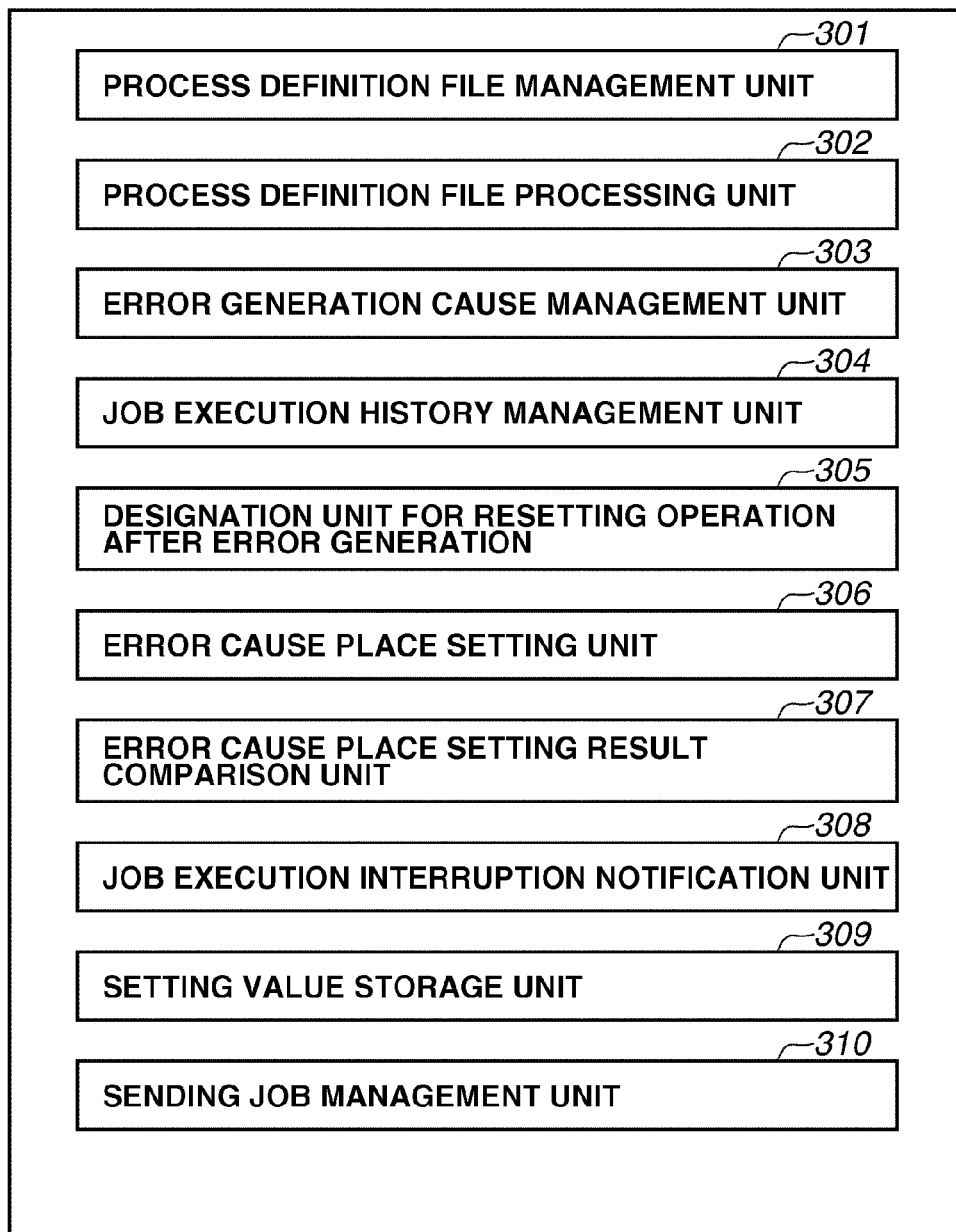 301
PROCESS DEFINITION FILE MANAGEMENT UNIT
302
PROCESS DEFINITION FILE PROCESSING UNIT
303
ERROR GENERATION CAUSE MANAGEMENT UNIT
304
JOB EXECUTION HISTORY MANAGEMENT UNIT
305
DESIGNATION UNIT FOR RESETTING OPERATION
AFTER ERROR GENERATION
306
ERROR CAUSE PLACE SETTING UNIT
307
ERROR CAUSE PLACE SETTING RESULT
COMPARISON UNIT
308
JOB EXECUTION INTERRUPTION NOTIFICATION UNIT
309
SETTING VALUE STORAGE UNIT
310
SENDING JOB MANAGEMENT UNIT